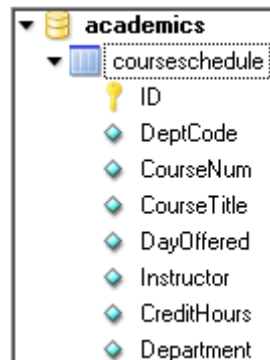 academics
courseschedule
ID
DeptCode
CourseNum
CourseTitle
DayOffered
Instructor
CreditHours
Department